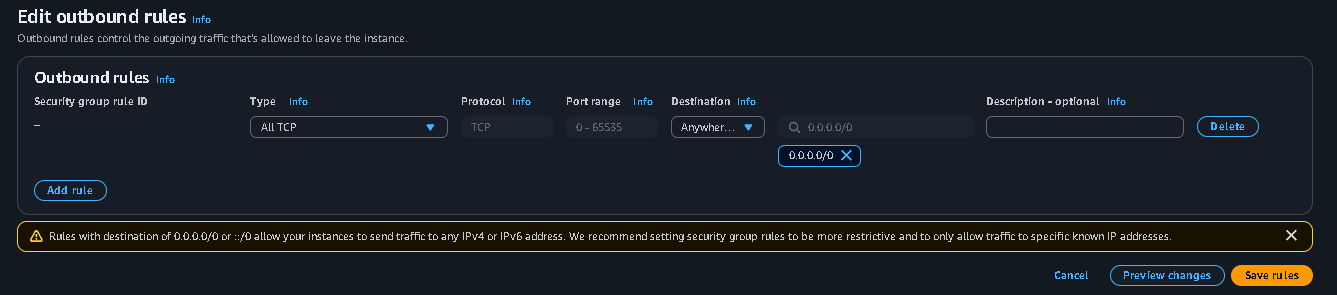 Edit outbound rules Info
Outbound rules control the outgoing traffic that's allowed to leave the instance.
Outbound rules Info
Security group rule ID Type Info Protocol Info Port range Info Destination Info Description - optional Info
– All TCP TCP 0 - 65535 Anywher... 0.0.0.0/0 Delete
0.0.0.0/0
Add rule
Rules with destination of 0.0.0.0/0 or ::/0 allow your instances to send traffic to any IPv4 or IPv6 address. We recommend setting security group rules to be more restrictive and to only allow traffic to specific known IP addresses.
Cancel Preview changes Save rules